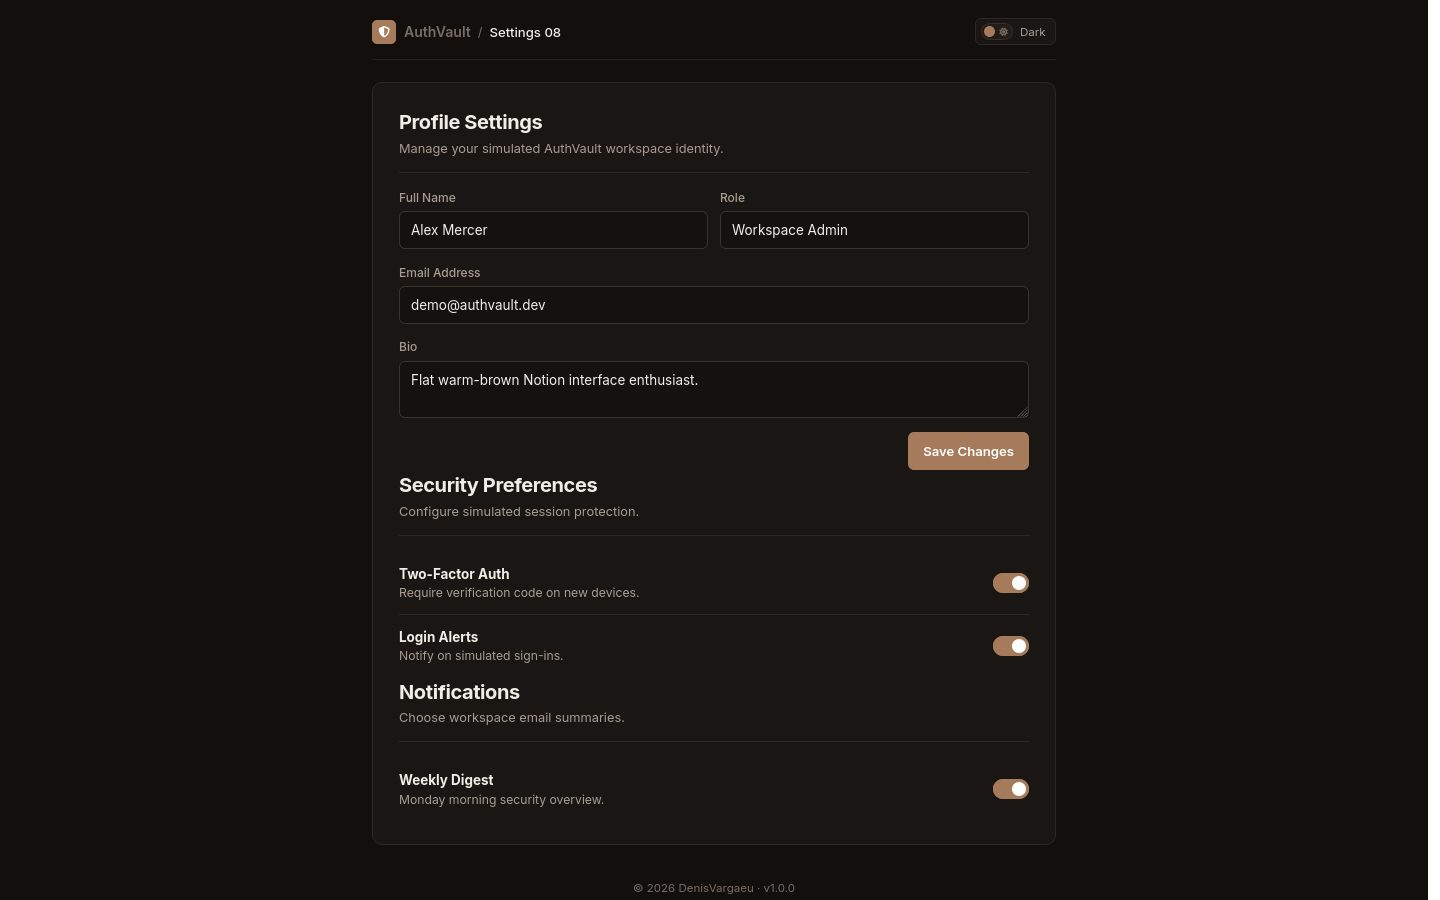 AuthVault / Settings 08
Dark
Profile Settings
Manage your simulated AuthVault workspace identity.
Full Name
Role
Alex Mercer
Workspace Admin
Email Address
demo@authvault.dev
Bio
Flat warm-brown Notion interface enthusiast.
Save Changes
Security Preferences
Configure simulated session protection.
Two-Factor Auth
Require verification code on new devices.
Login Alerts
Notify on simulated sign-ins.
Notifications
Choose workspace email summaries.
Weekly Digest
Monday morning security overview.
© 2026 DenisVargaeu · v1.0.0